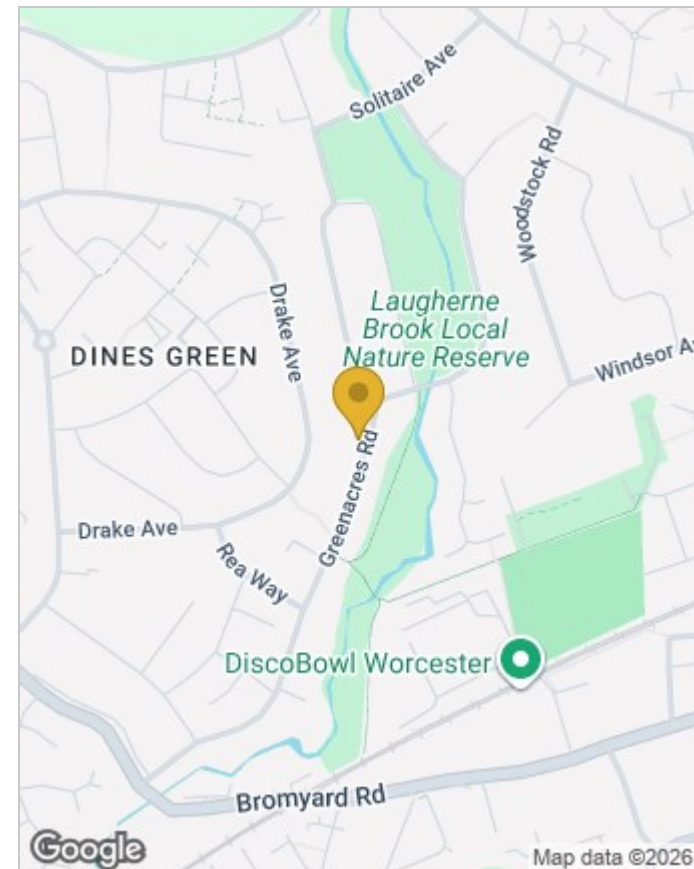 Solitaire Ave
Woodstock Rd
Laugherne
Brook Local
Nature Reserve
Drake Ave
DINES GREEN
Windsor Av
Greenacres Rd
Drake Ave
Rea Way
DiscoBowl Worcester
Bromyard Rd
Google
Map data ©2026